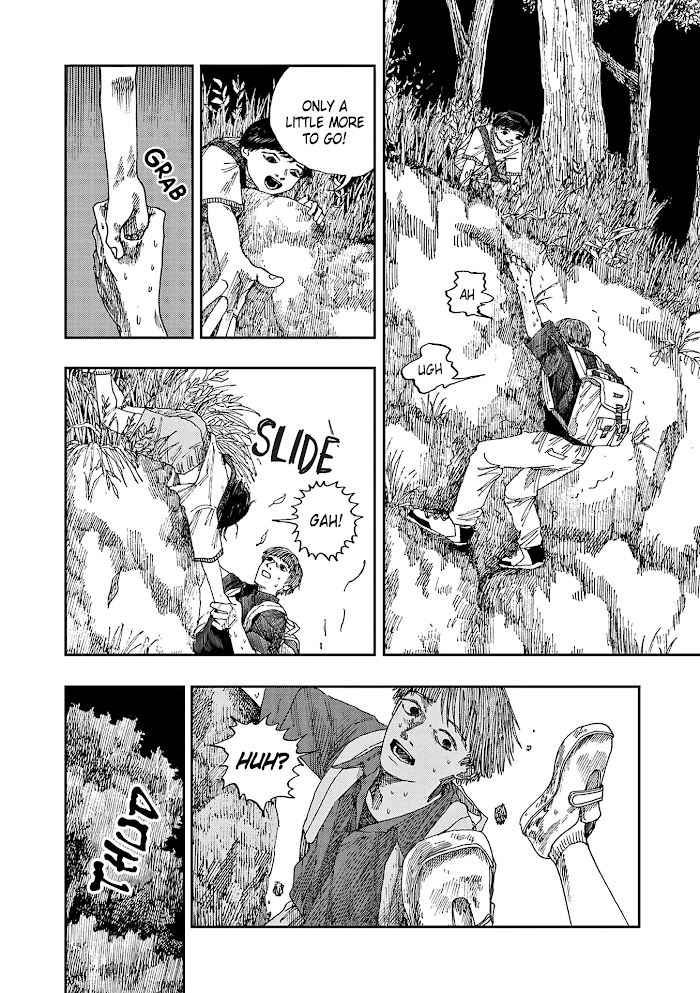 AH
UGH
ONLY A
LITTLE MORE
TO GO!
GRAB
SLIDE
GAH!
HUH?
THUD